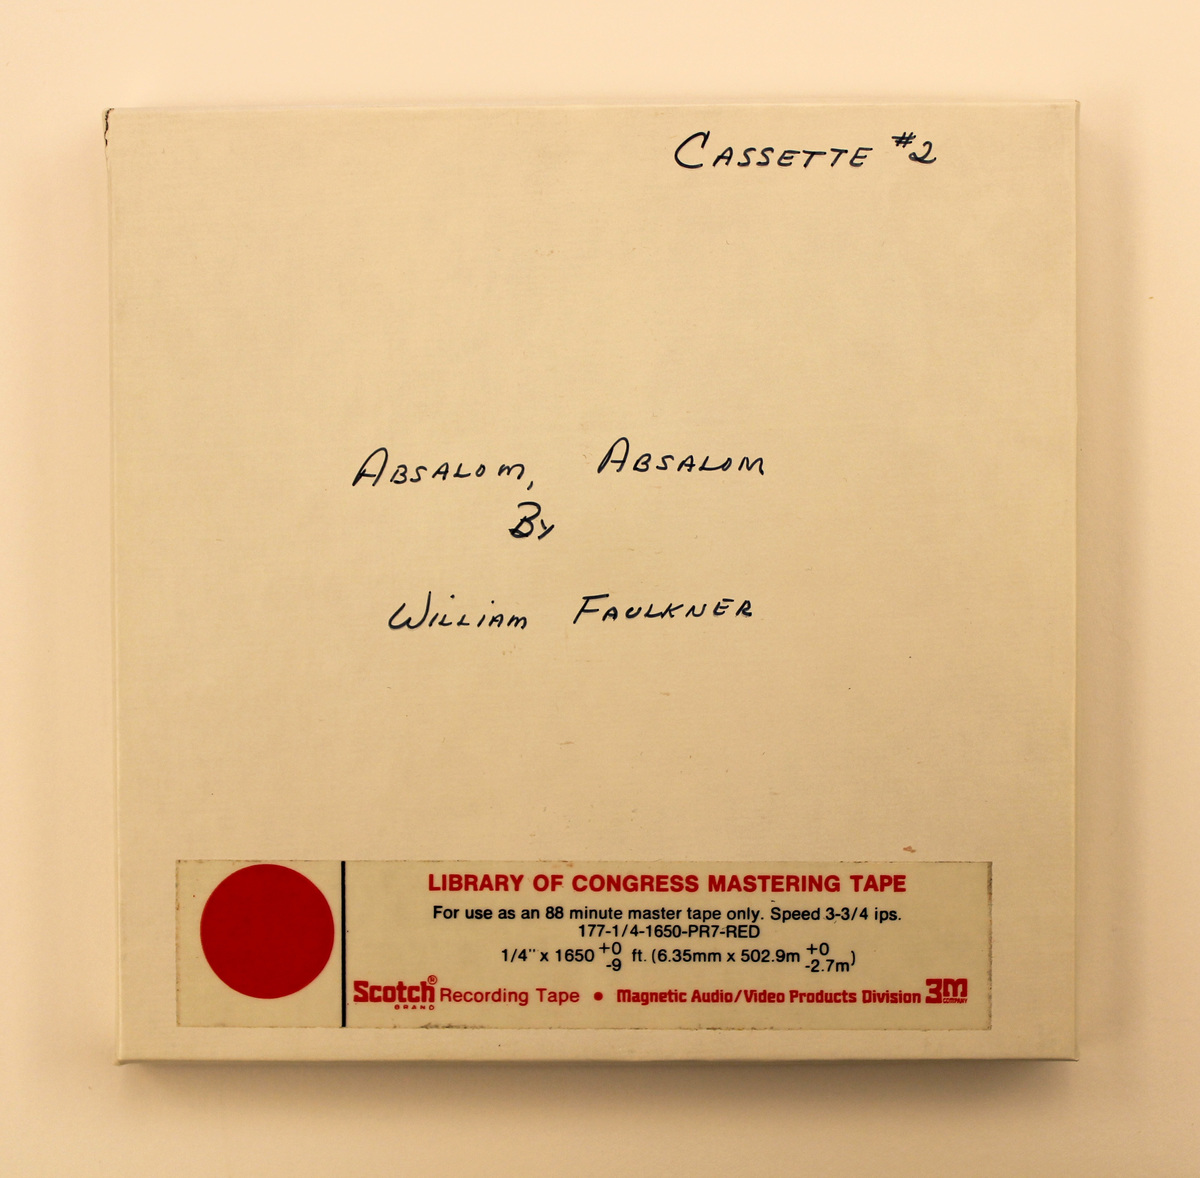 CASSETTE #2
ABSALOM, ABSALOM
By
WILLIAM FAULKNER
LIBRARY OF CONGRESS MASTERING TAPE
For use as an 88 minute master tape only. Speed 3-3/4 ips.
177-1/4-1650-PR7-RED
1/4" x 1650 +0 -9 ft. (6.35mm x 502.9m +0 -2.7m)
Scotch® BRAND Recording Tape • Magnetic Audio/Video Products Division 3M COMPANY